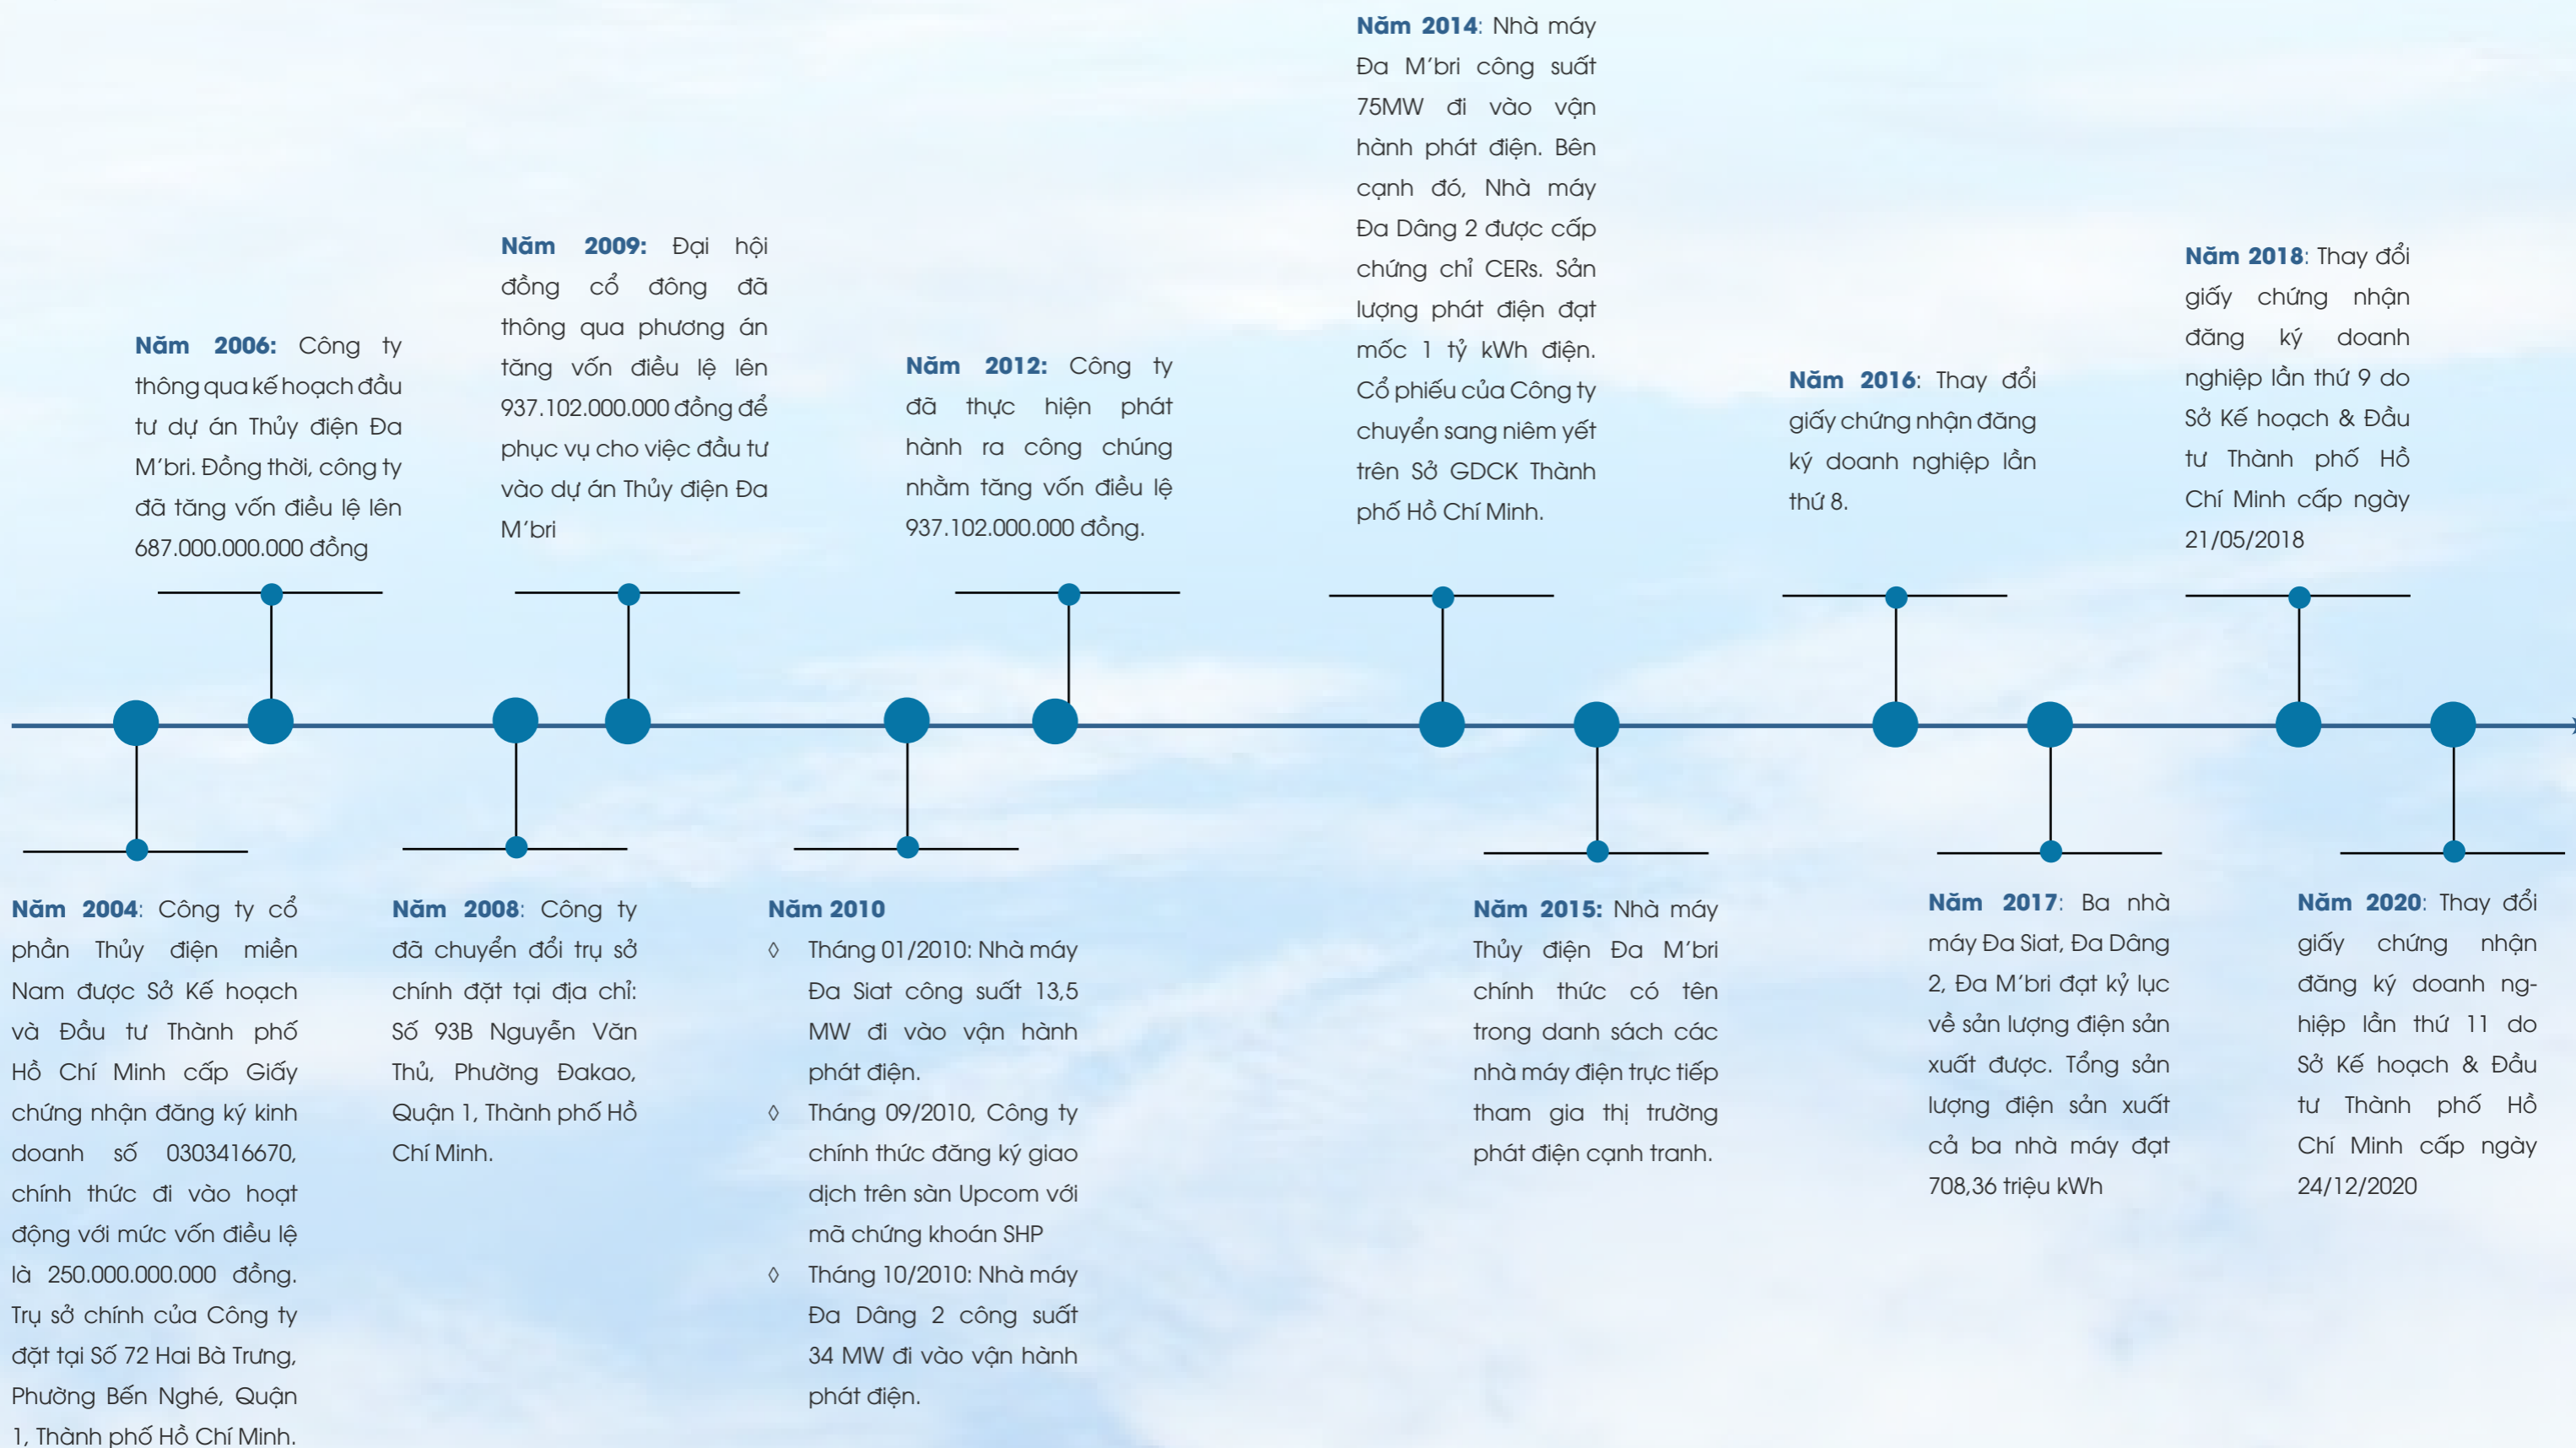 Năm 2004: Công ty cổ
phần Thủy điện miền
Nam được Sở Kế hoạch
và Đầu tư Thành phố
Hồ Chí Minh cấp Giấy
chứng nhận đăng ký kinh
doanh số 0303416670,
chính thức đi vào hoạt
động với mức vốn điều lệ
là 250.000.000.000 đồng.
Trụ sở chính của Công ty
đặt tại Số 72 Hai Bà Trưng,
Phường Bến Nghé, Quận
1, Thành phố Hồ Chí Minh.
Năm 2006: Công ty
thông qua kế hoạch đầu
tư dự án Thủy điện Đa
M’bri. Đồng thời, công ty
đã tăng vốn điều lệ lên
687.000.000.000 đồng
Năm 2008: Công ty
đã chuyển đổi trụ sở
chính đặt tại địa chỉ:
Số 93B Nguyễn Văn
Thủ, Phường Đakao,
Quận 1, Thành phố Hồ
Chí Minh.
Năm 2009: Đại hội
đồng cổ đông đã
thông qua phương án
tăng vốn điều lệ lên
937.102.000.000 đồng để
phục vụ cho việc đầu tư
vào dự án Thủy điện Đa
M’bri
Năm 2010
◊ Tháng 01/2010: Nhà máy
Đa Siat công suất 13,5
MW đi vào vận hành
phát điện.
◊ Tháng 09/2010, Công ty
chính thức đăng ký giao
dịch trên sàn Upcom với
mã chứng khoán SHP
◊ Tháng 10/2010: Nhà máy
Đa Dâng 2 công suất
34 MW đi vào vận hành
phát điện.
Năm 2012: Công ty
đã thực hiện phát
hành ra công chúng
nhằm tăng vốn điều lệ
937.102.000.000 đồng.
Năm 2014: Nhà máy
Đa M’bri công suất
75MW đi vào vận
hành phát điện. Bên
cạnh đó, Nhà máy
Đa Dâng 2 được cấp
chứng chỉ CERs. Sản
lượng phát điện đạt
mốc 1 tỷ kWh điện.
Cổ phiếu của Công ty
chuyển sang niêm yết
trên Sở GDCK Thành
phố Hồ Chí Minh.
Năm 2015: Nhà máy
Thủy điện Đa M’bri
chính thức có tên
trong danh sách các
nhà máy điện trực tiếp
tham gia thị trường
phát điện cạnh tranh.
Năm 2016: Thay đổi
giấy chứng nhận đăng
ký doanh nghiệp lần
thứ 8.
Năm 2017: Ba nhà
máy Đa Siat, Đa Dâng
2, Đa M’bri đạt kỷ lục
về sản lượng điện sản
xuất được. Tổng sản
lượng điện sản xuất
cả ba nhà máy đạt
708,36 triệu kWh
Năm 2018: Thay đổi
giấy chứng nhận
đăng ký doanh
nghiệp lần thứ 9 do
Sở Kế hoạch & Đầu
tư Thành phố Hồ
Chí Minh cấp ngày
21/05/2018
Năm 2020: Thay đổi
giấy chứng nhận
đăng ký doanh ng-
hiệp lần thứ 11 do
Sở Kế hoạch & Đầu
tư Thành phố Hồ
Chí Minh cấp ngày
24/12/2020